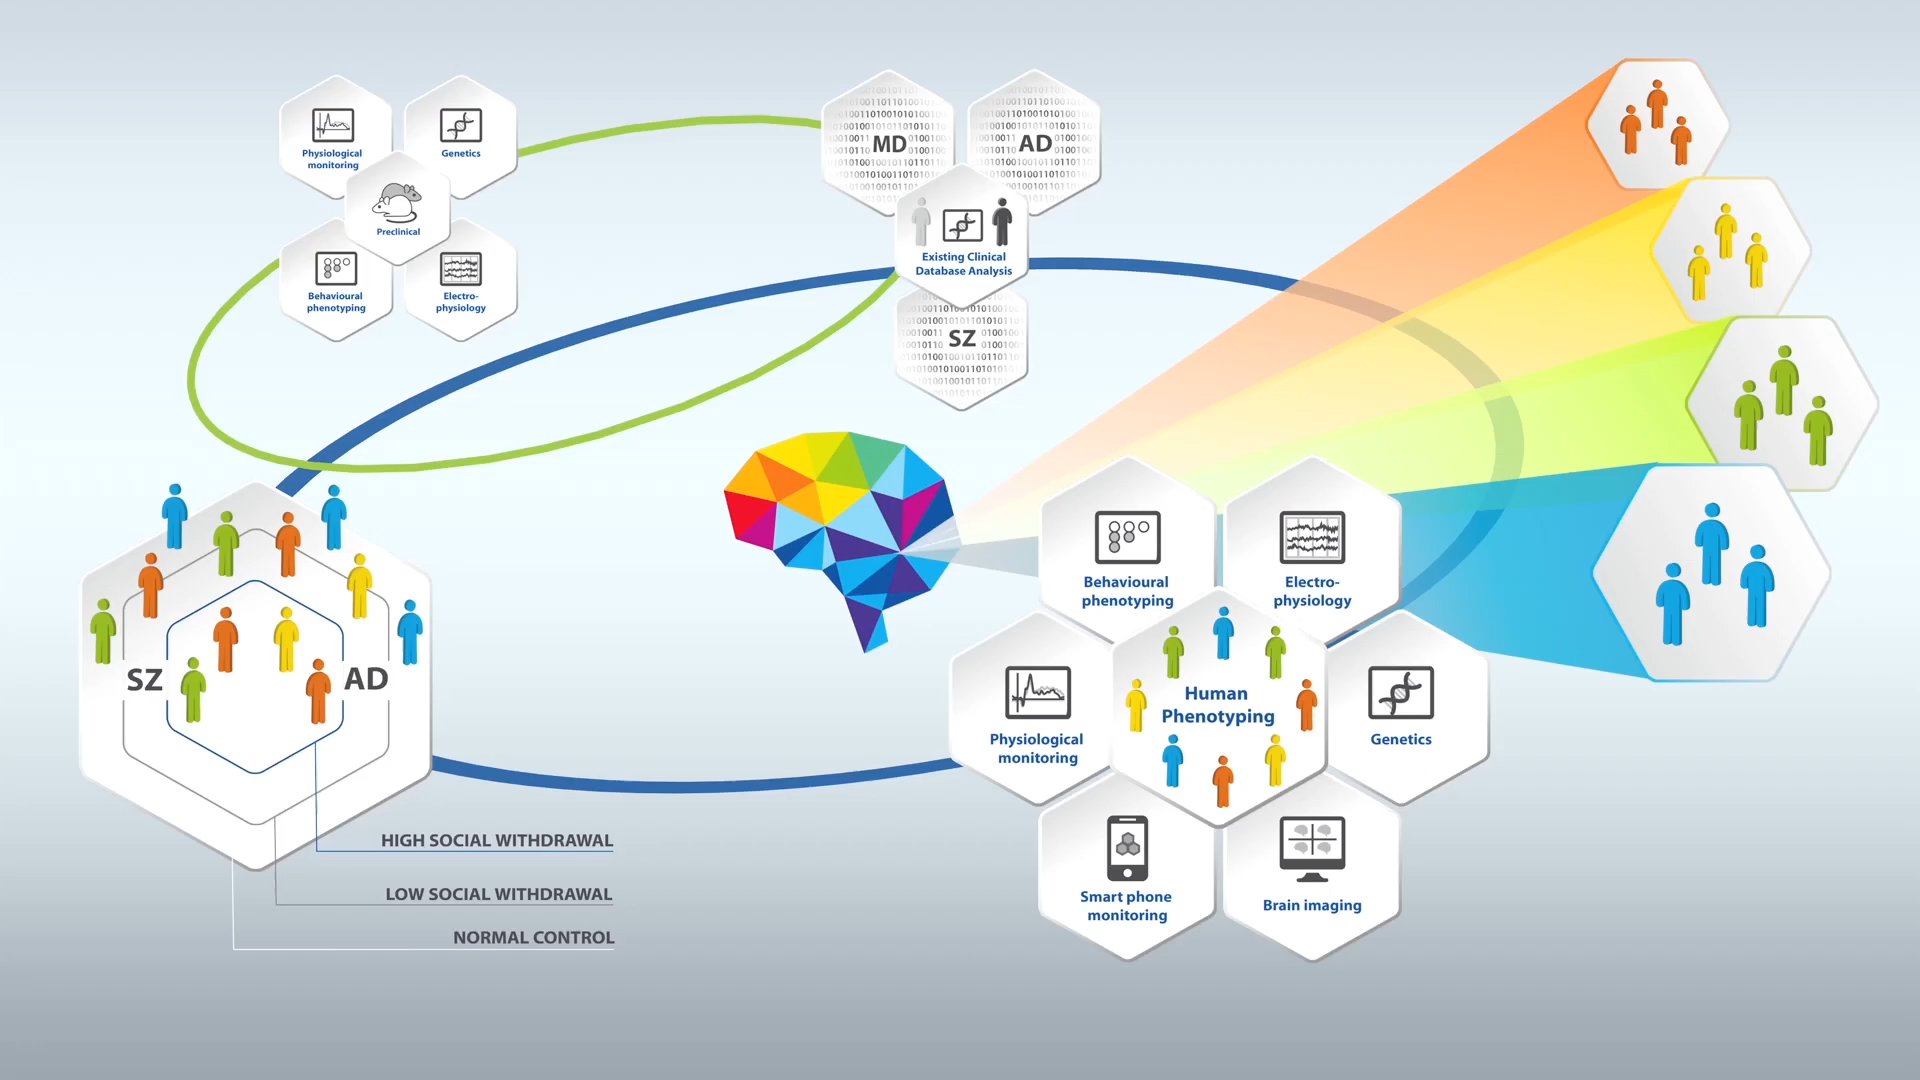 Physiological
monitoring
Genetics
Preclinical
Behavioural
phenotyping
Electro-
physiology
MD
AD
Existing Clinical
Database Analysis
SZ
SZ
AD
HIGH SOCIAL WITHDRAWAL
LOW SOCIAL WITHDRAWAL
NORMAL CONTROL
Behavioural
phenotyping
Electro-
physiology
Physiological
monitoring
Human
Phenotyping
Genetics
Smart phone
monitoring
Brain imaging